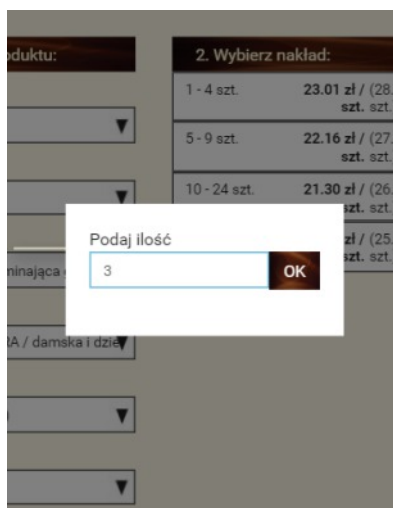 oduktu:
2. Wybierz nakład:
1 - 4 szt. 23.01 zł / (28.
szt. szt.
5 - 9 szt. 22.16 zł / (27.
szt. szt.
10 - 24 szt. 21.30 zł / (26.
szt. szt.
zł / (25.
szt. szt.
Podaj ilość
3 OK
minająca
RA / damska i dzie